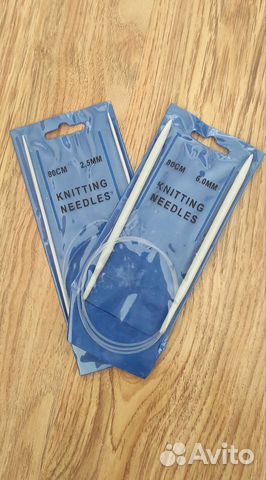 80CM 2.5MM
KNITTING
NEEDLES
80CM 6.0MM
KNITTING
NEEDLES
Avito